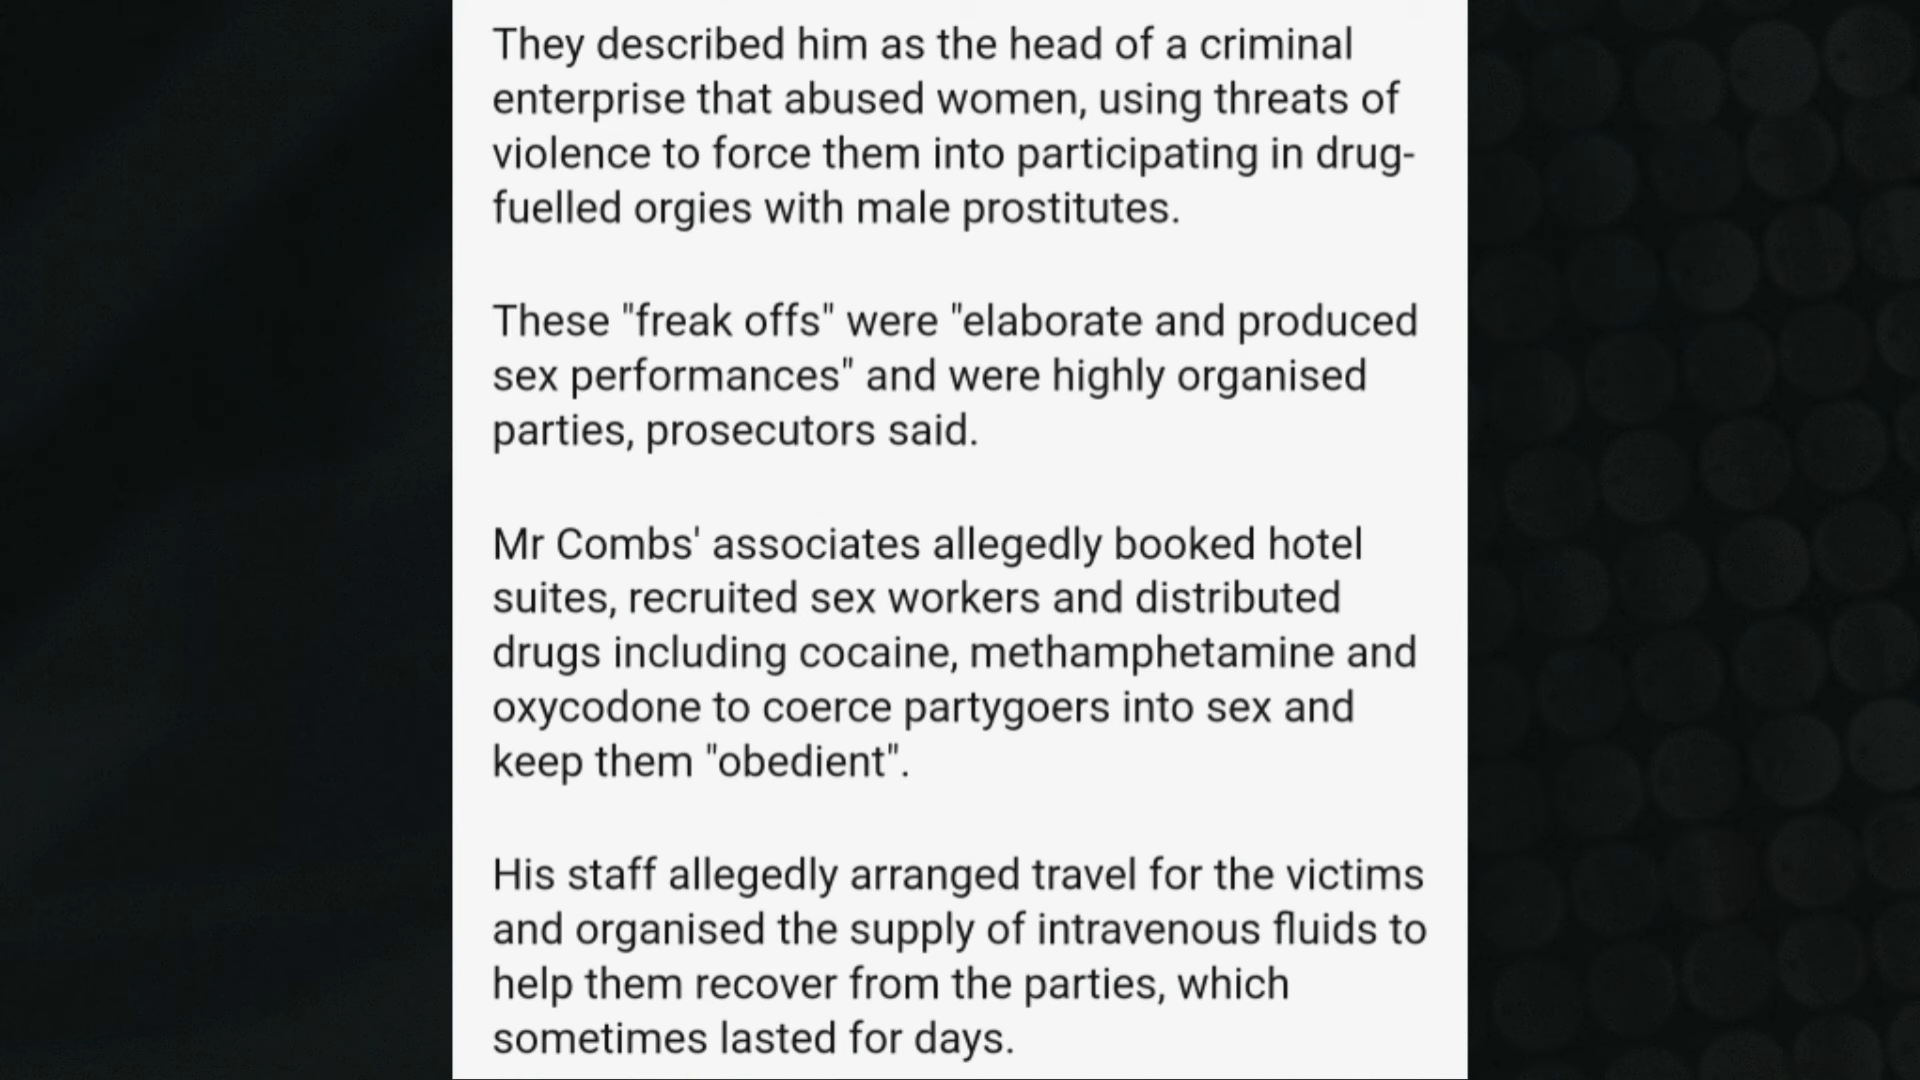 They described him as the head of a criminal
enterprise that abused women, using threats of
violence to force them into participating in drug-
fuelled orgies with male prostitutes.
These "freak offs" were "elaborate and produced
sex performances" and were highly organised
parties, prosecutors said.
Mr Combs' associates allegedly booked hotel
suites, recruited sex workers and distributed
drugs including cocaine, methamphetamine and
oxycodone to coerce partygoers into sex and
keep them "obedient".
His staff allegedly arranged travel for the victims
and organised the supply of intravenous fluids to
help them recover from the parties, which
sometimes lasted for days.